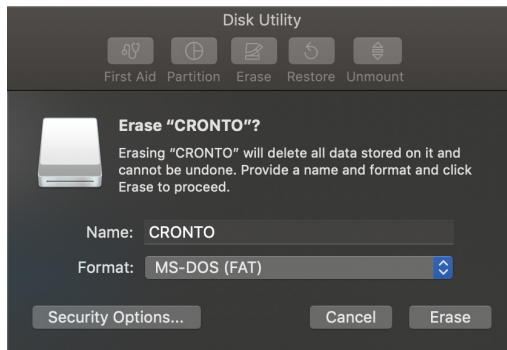 Disk Utility
First Aid Partition Erase Restore Unmount
Erase “CRONTO”?
Erasing “CRONTO” will delete all data stored on it and
cannot be undone. Provide a name and format and click
Erase to proceed.
Name: CRONTO
Format: MS-DOS (FAT)
Security Options... Cancel Erase